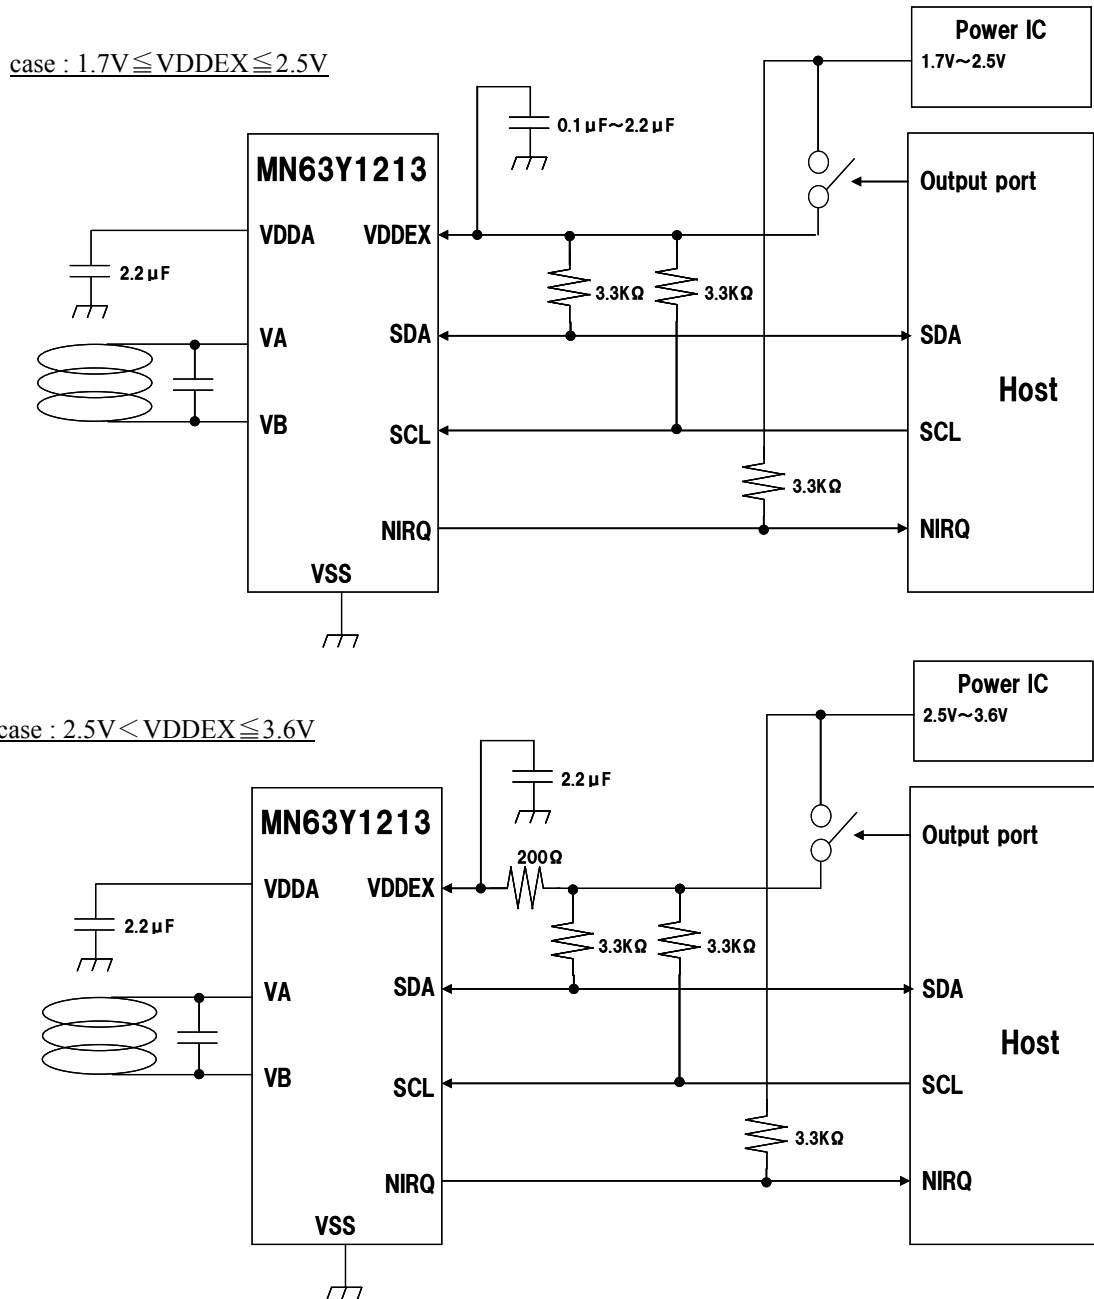 case : 1.7V≦VDDEX≦2.5V
Power IC
1.7V~2.5V
0.1μF~2.2μF
MN63Y1213
Output port
VDDA
VDDEX
2.2μF
3.3KΩ
3.3KΩ
VA
SDA
SDA
Host
VB
SCL
SCL
3.3KΩ
NIRQ
NIRQ
VSS
case : 2.5V<VDDEX≦3.6V
Power IC
2.5V~3.6V
2.2μF
MN63Y1213
Output port
200Ω
VDDA
VDDEX
2.2μF
3.3KΩ
3.3KΩ
VA
SDA
SDA
Host
VB
SCL
SCL
3.3KΩ
NIRQ
NIRQ
VSS